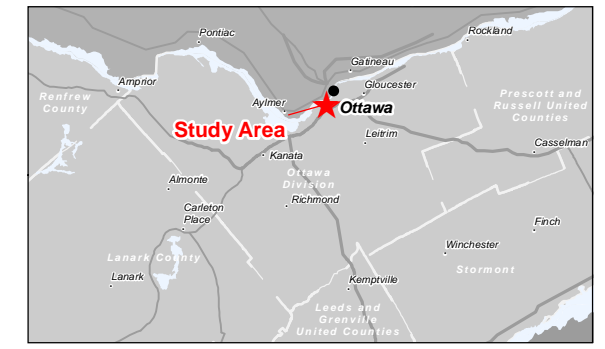 Rockland
Pontiac
Gatineau
Arnprior
Gloucester
Renfrew
County
Prescott and
Russell United
Counties
Aylmer
Ottawa
Study Area
Leitrim
Casselman
Kanata
Almonte
Ottawa
Division
Richmond
Carleton
Place
Finch
Winchester
Lanark County
Stormont
Lanark
Kemptville
Leeds and
Grenville
United Counties